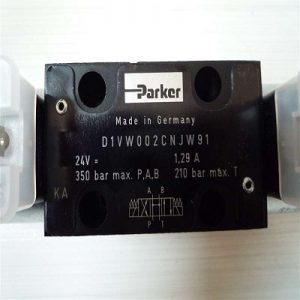 Parker
Made in Germany
D1VW002CNJW91
24V = 1,29 A
350 bar max. P,A,B 210 bar max. T
KA
A B
P T